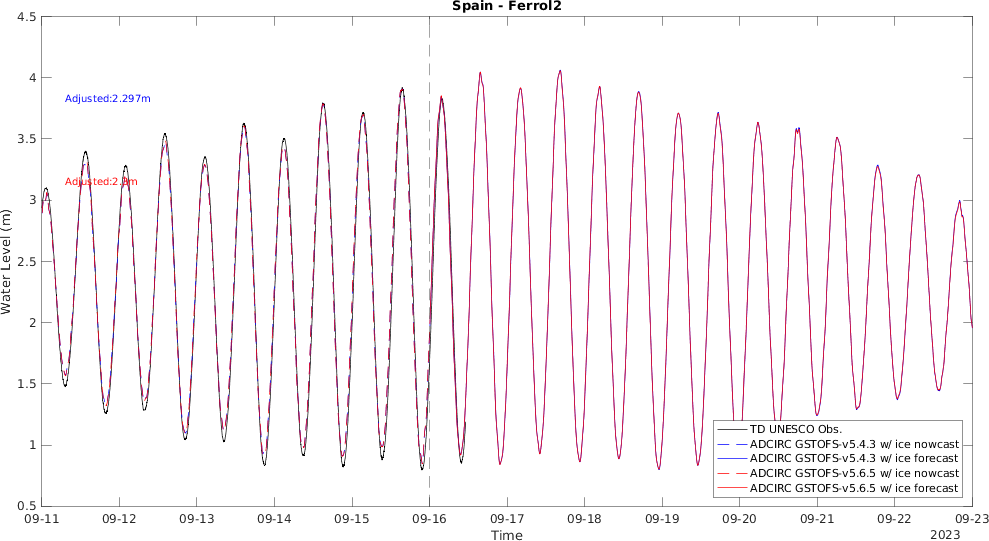 Spain - Ferrol2
4.5
4
3.5
3
2.5
2
1.5
1
0.5
Water Level (m)
Adjusted:2.297m
TD UNESCO Obs.
ADCIRC GSTOFS-v5.4.3 w/ ice nowcast
ADCIRC GSTOFS-v5.4.3 w/ ice forecast
ADCIRC GSTOFS-v5.6.5 w/ ice nowcast
ADCIRC GSTOFS-v5.6.5 w/ ice forecast
09-11 09-12 09-13 09-14 09-15 09-16 09-17 09-18 09-19 09-20 09-21 09-22 09-23
Time
2023